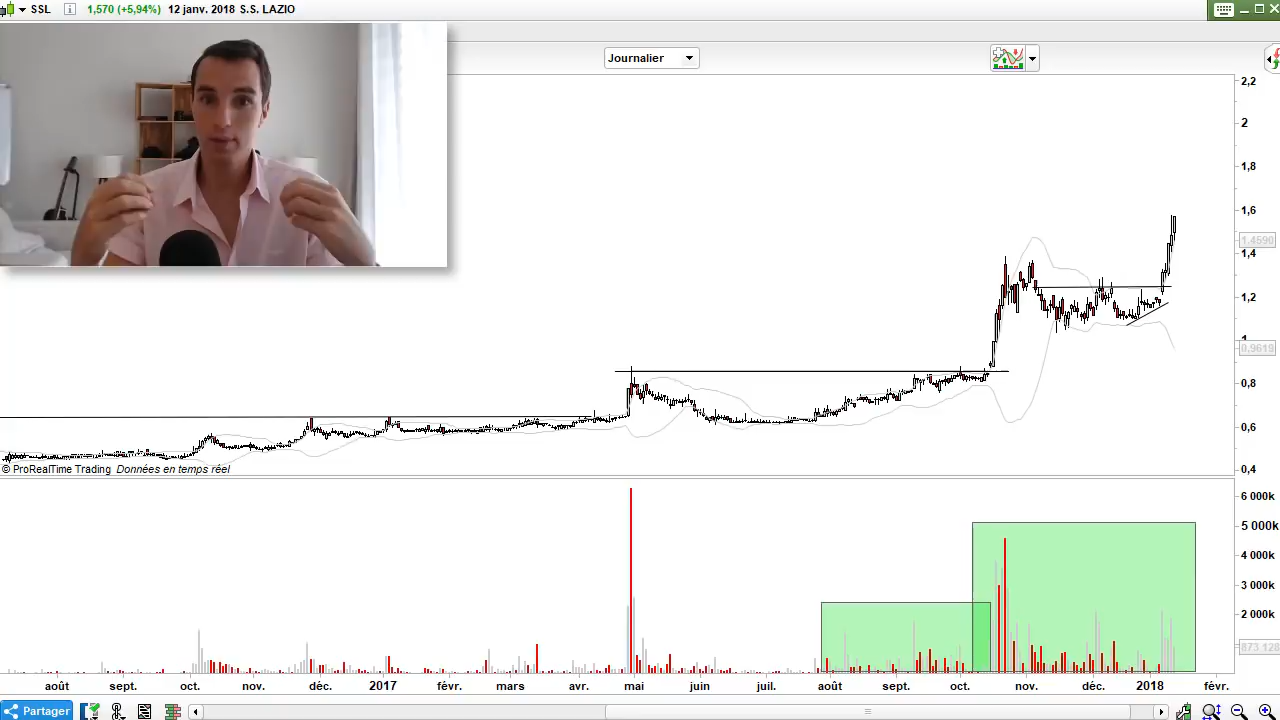 SSL 1,570 (+5,94%) 12 janv. 2018 S.S. LAZIO
Journalier
2,2
2
1,8
1,6
1.4590
1,4
1,2
1
0,9619
0,8
0,6
0,4
© ProRealTime Trading Données en temps réel
6 000k
5 000k
4 000k
3 000k
2 000k
873 128
août sept. oct. nov. déc. 2017 févr. mars avr. mai juin juil. août sept. oct. nov. déc. 2018 févr.
Partager